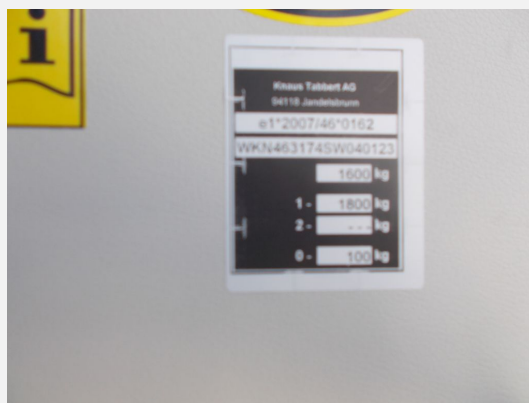 i
Knaus Tabbert AG
94118 Jandelsbrunn
e1*2007/46*0162
WKN463174SW040123
1600 kg
1- 1800 kg
2- --- kg
0- 100 kg